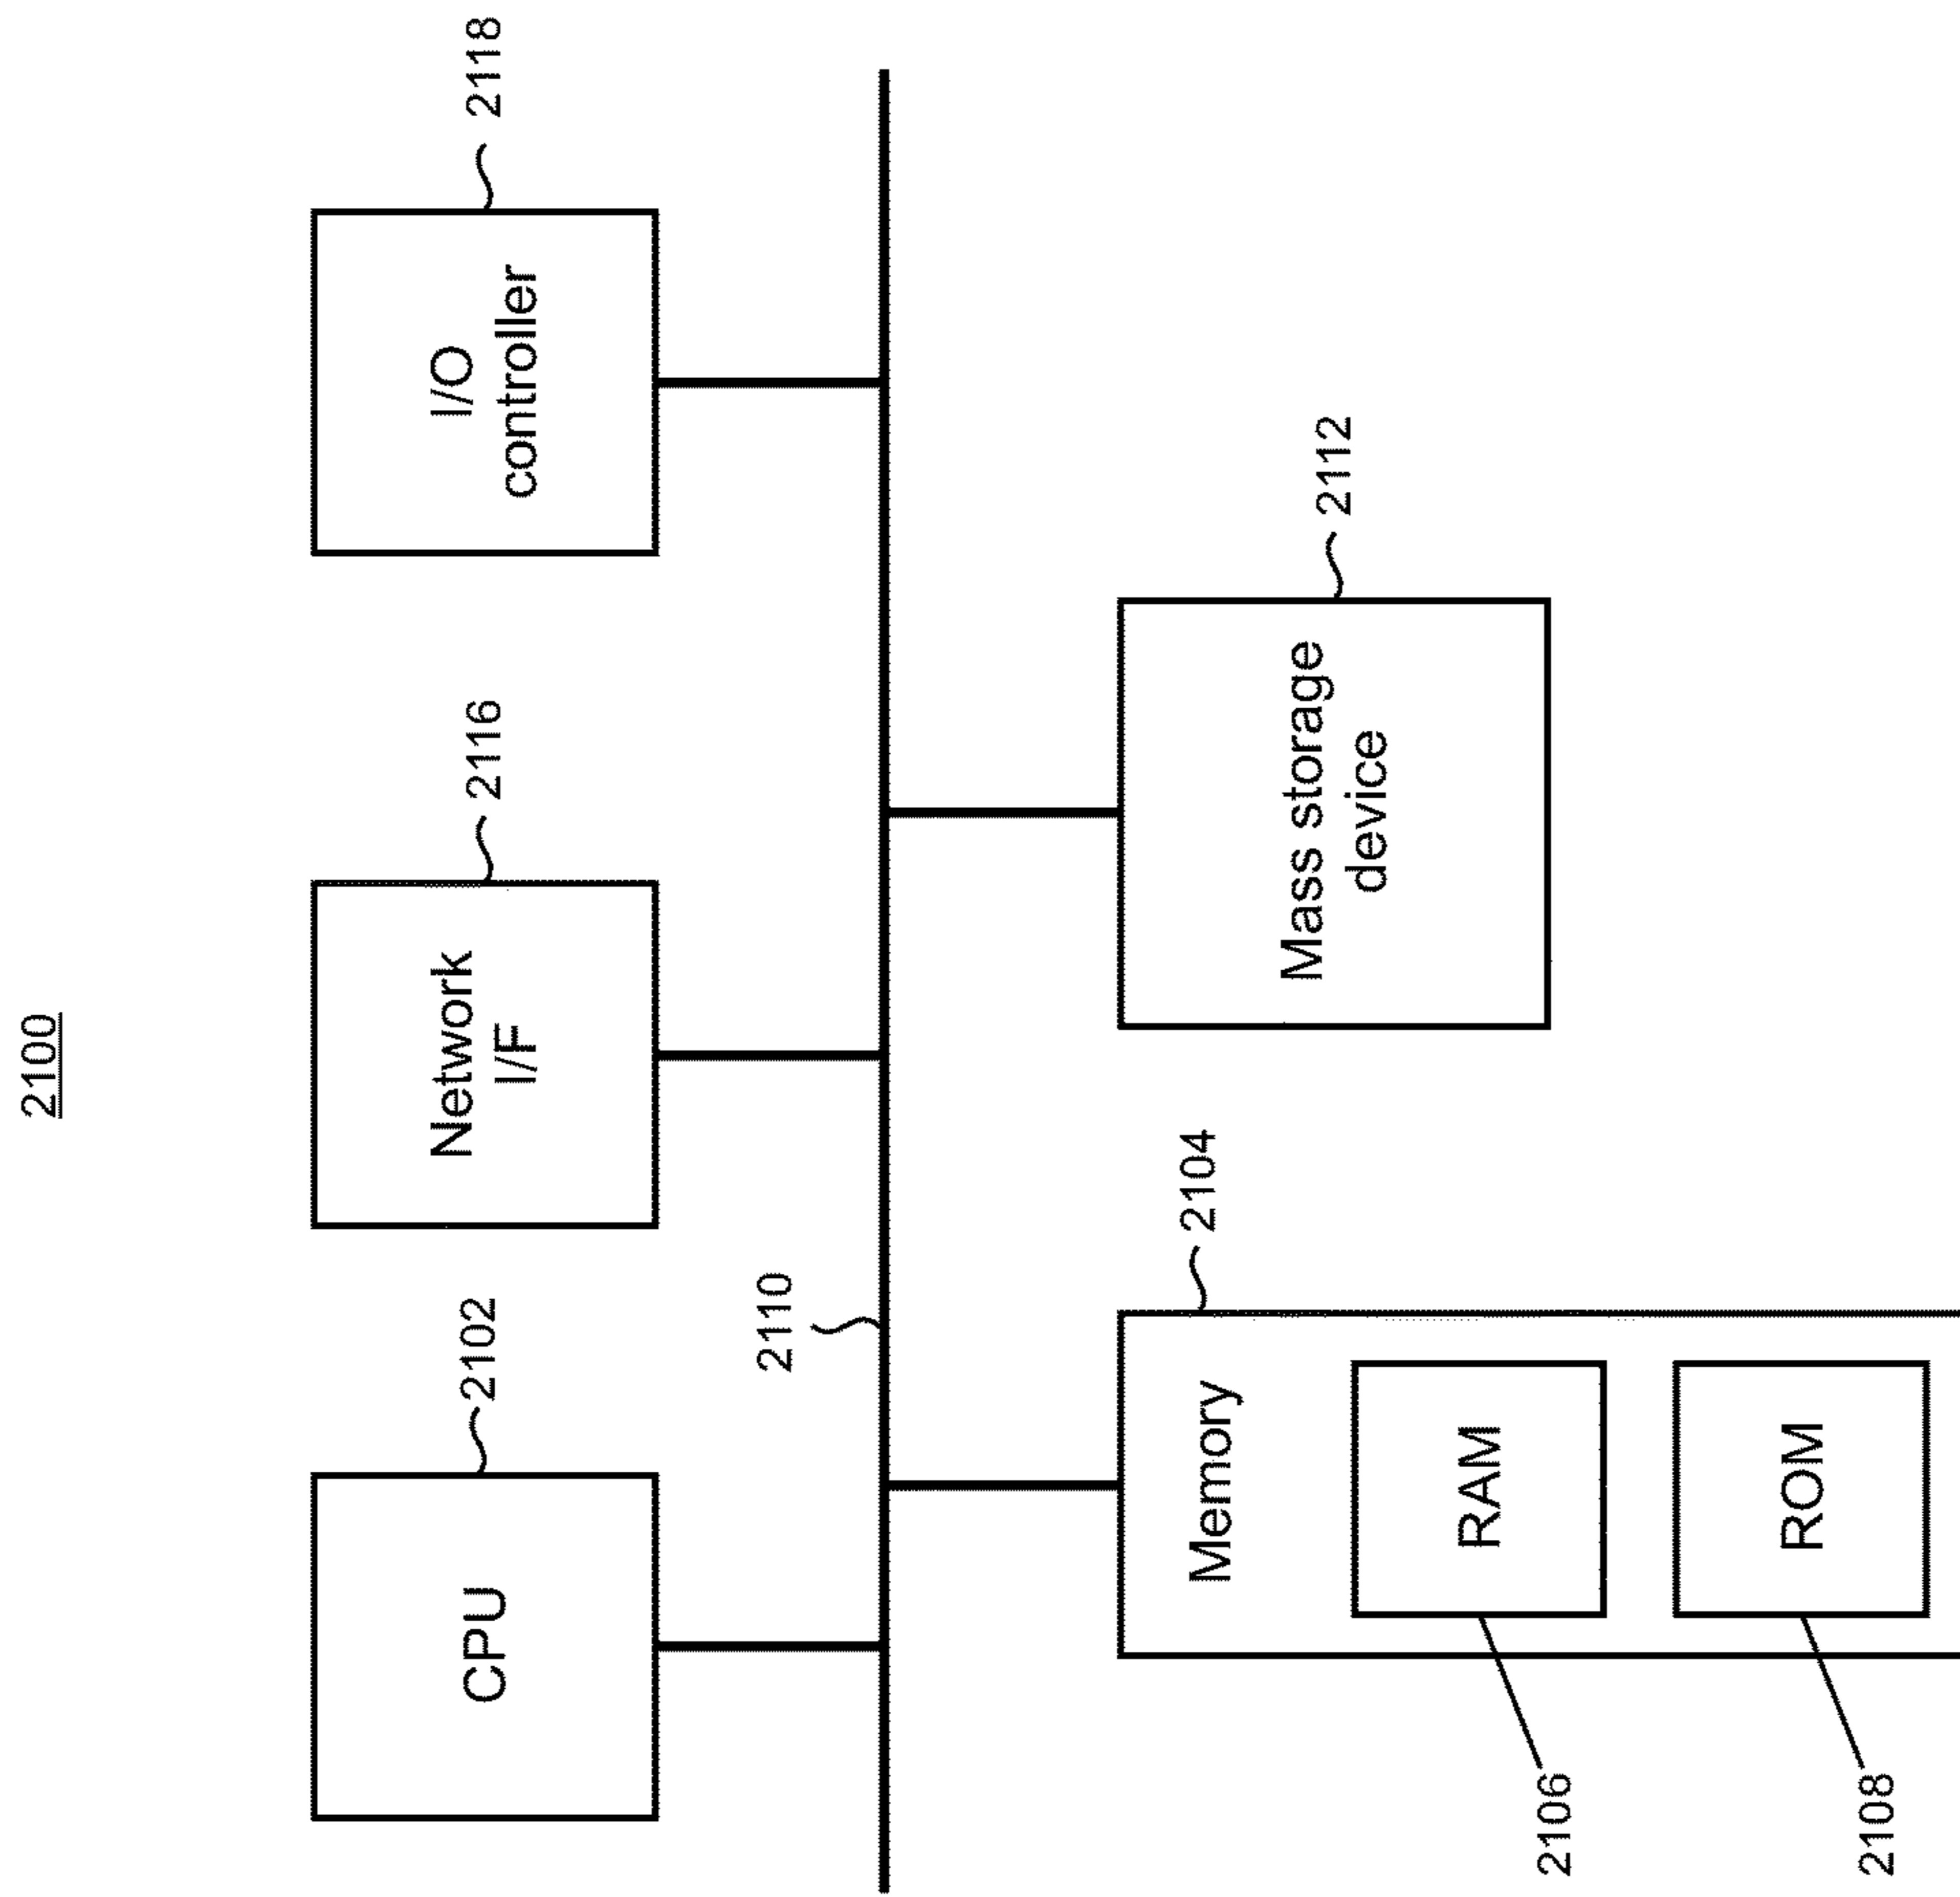 2100
2102
2116
2118
CPU
Network
I/F
I/O
controller
2110
2104
2112
Memory
Mass storage
device
2106
RAM
2108
ROM